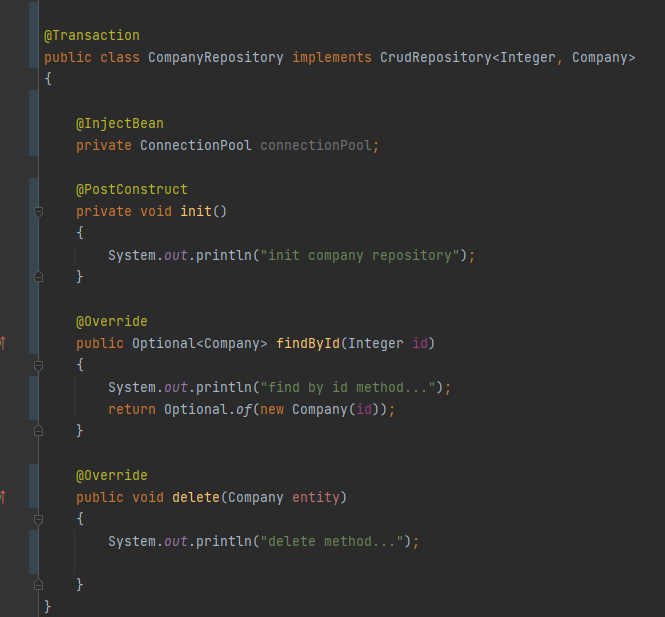 @Transaction
public class CompanyRepository implements CrudRepository<Integer, Company>
{
@InjectBean
private ConnectionPool connectionPool;
@PostConstruct
private void init()
{
System.out.println("init company repository");
}
@Override
public Optional<Company> findById(Integer id)
{
System.out.println("find by id method...");
return Optional.of(new Company(id));
}
@Override
public void delete(Company entity)
{
System.out.println("delete method...");
}
}